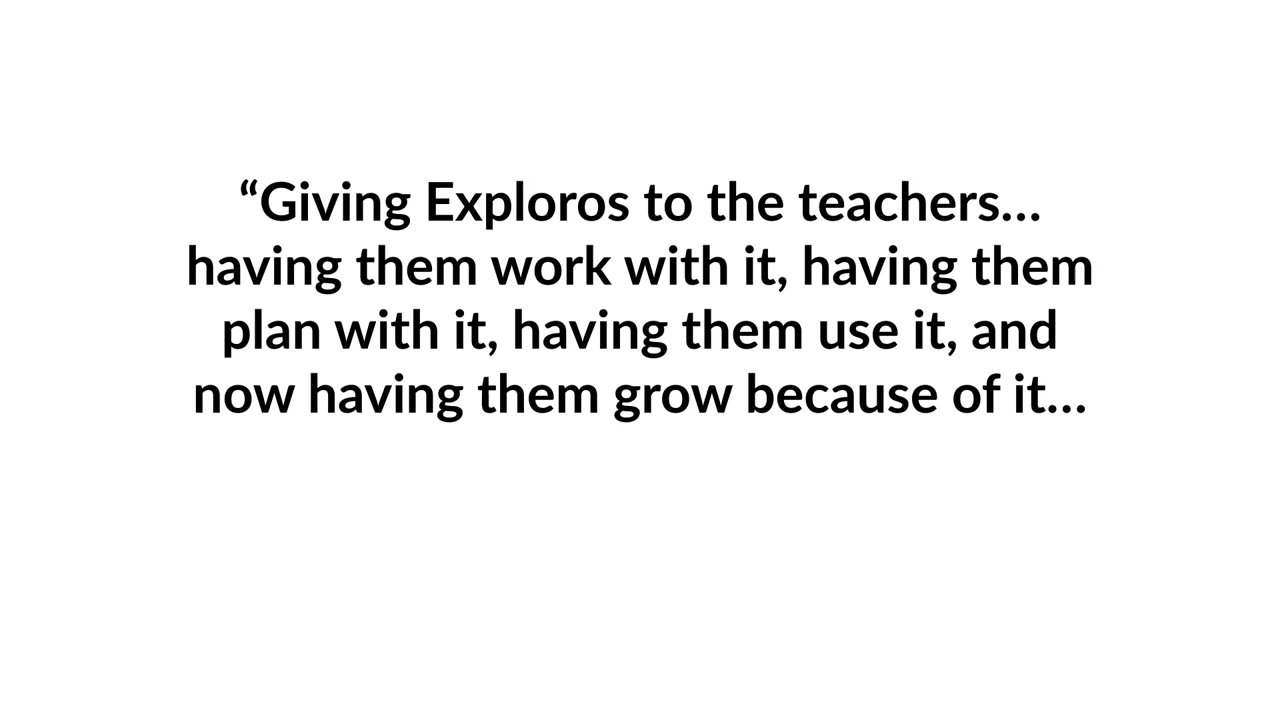 “Giving Exploros to the teachers...
having them work with it, having them
plan with it, having them use it, and
now having them grow because of it...